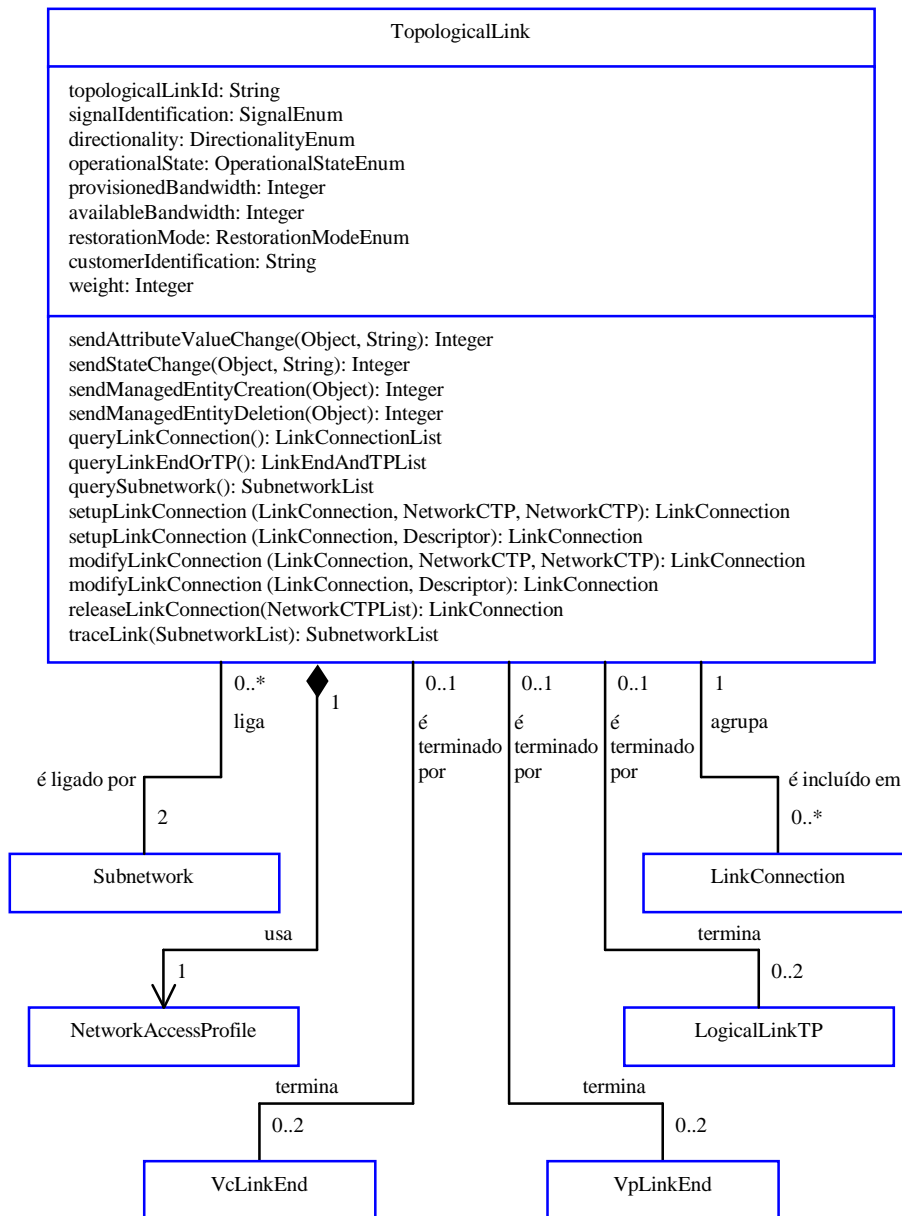 TopologicalLink
topologicalLinkId: String
signalIdentification: SignalEnum
directionality: DirectionalityEnum
operationalState: OperationalStateEnum
provisionedBandwidth: Integer
availableBandwidth: Integer
restorationMode: RestorationModeEnum
customerIdentification: String
weight: Integer
sendAttributeValueChange(Object, String): Integer
sendStateChange(Object, String): Integer
sendManagedEntityCreation(Object): Integer
sendManagedEntityDeletion(Object): Integer
queryLinkConnection(): LinkConnectionList
queryLinkEndOrTP(): LinkEndAndTPList
querySubnetwork(): SubnetworkList
setupLinkConnection (LinkConnection, NetworkCTP, NetworkCTP): LinkConnection
setupLinkConnection (LinkConnection, Descriptor): LinkConnection
modifyLinkConnection (LinkConnection, NetworkCTP, NetworkCTP): LinkConnection
modifyLinkConnection (LinkConnection, Descriptor): LinkConnection
releaseLinkConnection(NetworkCTPList): LinkConnection
traceLink(SubnetworkList): SubnetworkList
0..*
1
0..1
0..1
0..1
1
liga
é
terminado
por
é
terminado
por
é
terminado
por
agrupa
é ligado por
é incluído em
2
0..*
Subnetwork
LinkConnection
usa
termina
1
0..2
NetworkAccessProfile
LogicalLinkTP
termina
termina
0..2
0..2
VcLinkEnd
VpLinkEnd